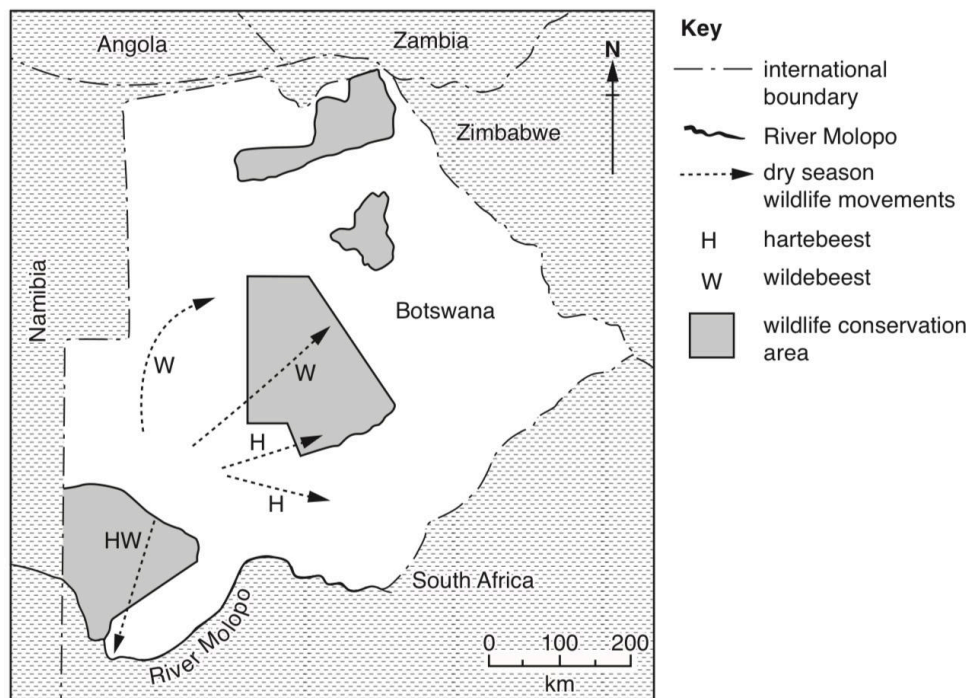 Angola
Zambia
N
Zimbabwe
Namibia
Botswana
W
W
H
H
HW
South Africa
River Molopo
0 100 200
km
Key
international
boundary
River Molopo
dry season
wildlife movements
H hartebeest
W wildebeest
wildlife conservation
area